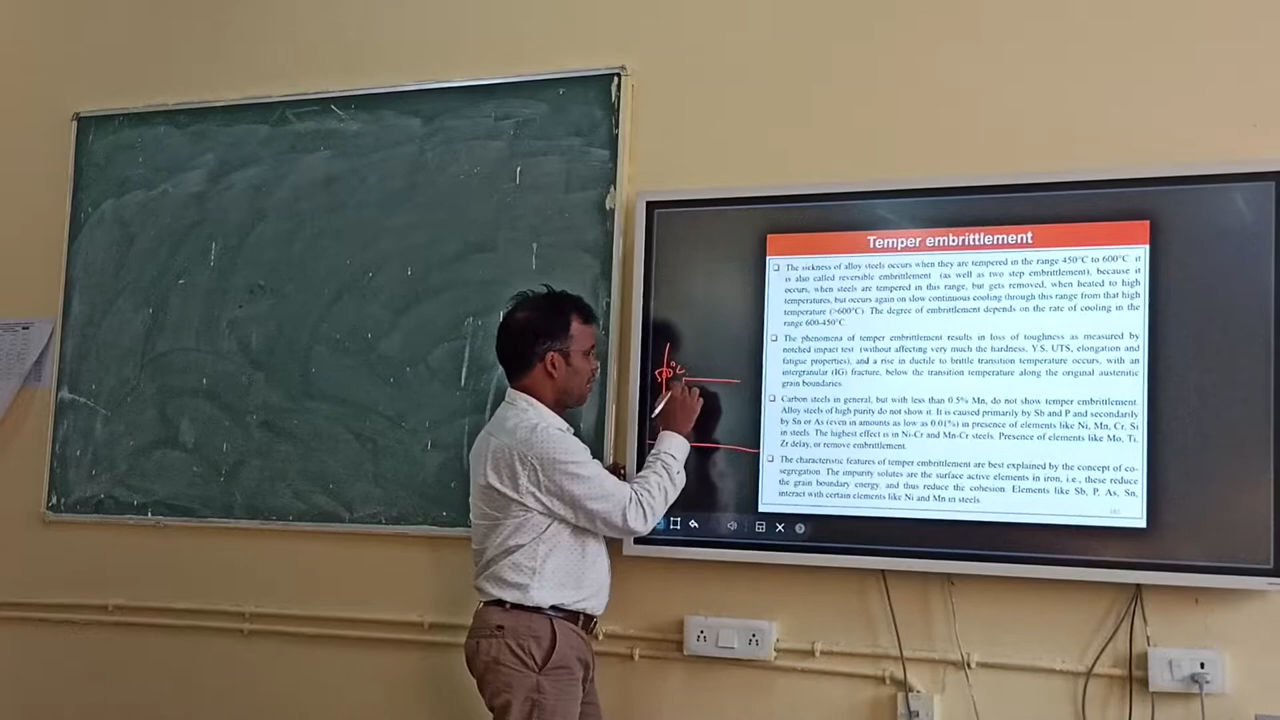 Temper embrittlement
❑ The sickness of alloy steels occurs when they are tempered in the range 450°C to 600°C. it
is also called reversible embrittlement (as well as two step embrittlement), because it
occurs, when steels are tempered in this range, but gets removed, when heated to high
temperatures, but occurs again on slow continuous cooling through this range from that high
temperature (>600°C). The degree of embrittlement depends on the rate of cooling in the
range 600-450°C.
❑ The phenomena of temper embrittlement results in loss of toughness as measured by
notched impact test (without affecting very much the hardness, Y.S, UTS, elongation and
fatigue properties), and a rise in ductile to brittle transition temperature occurs, with an
intergranular (IG) fracture, below the transition temperature along the original austenitic
grain boundaries.
❑ Carbon steels in general, but with less than 0.5% Mn, do not show temper embrittlement.
Alloy steels of high purity do not show it. It is caused primarily by Sb and P and secondarily
by Sn or As (even in amounts as low as 0.01%) in presence of elements like Ni, Mn, Cr, Si
in steels. The highest effect is in Ni-Cr and Mn-Cr steels. Presence of elements like Mo, Ti,
Zr delay, or remove embrittlement.
❑ The characteristic features of temper embrittlement are best explained by the concept of co-
segregation. The impurity solutes are the surface active elements in iron, i.e., these reduce
the grain boundary energy, and thus reduce the cohesion. Elements like Sb, P, As, Sn,
interact with certain elements like Ni and Mn in steels.